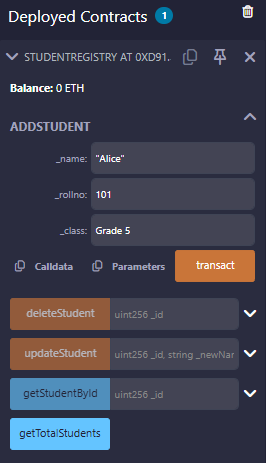 Deployed Contracts 1
STUDENTREGISTRY AT 0XD91...
Balance: 0 ETH
ADDSTUDENT
_name: "Alice"
_rollno: 101
_class: Grade 5
Calldata Parameters transact
deleteStudent uint256 _id
updateStudent uint256 _id, string _newNar
getStudentById uint256 _id
getTotalStudents